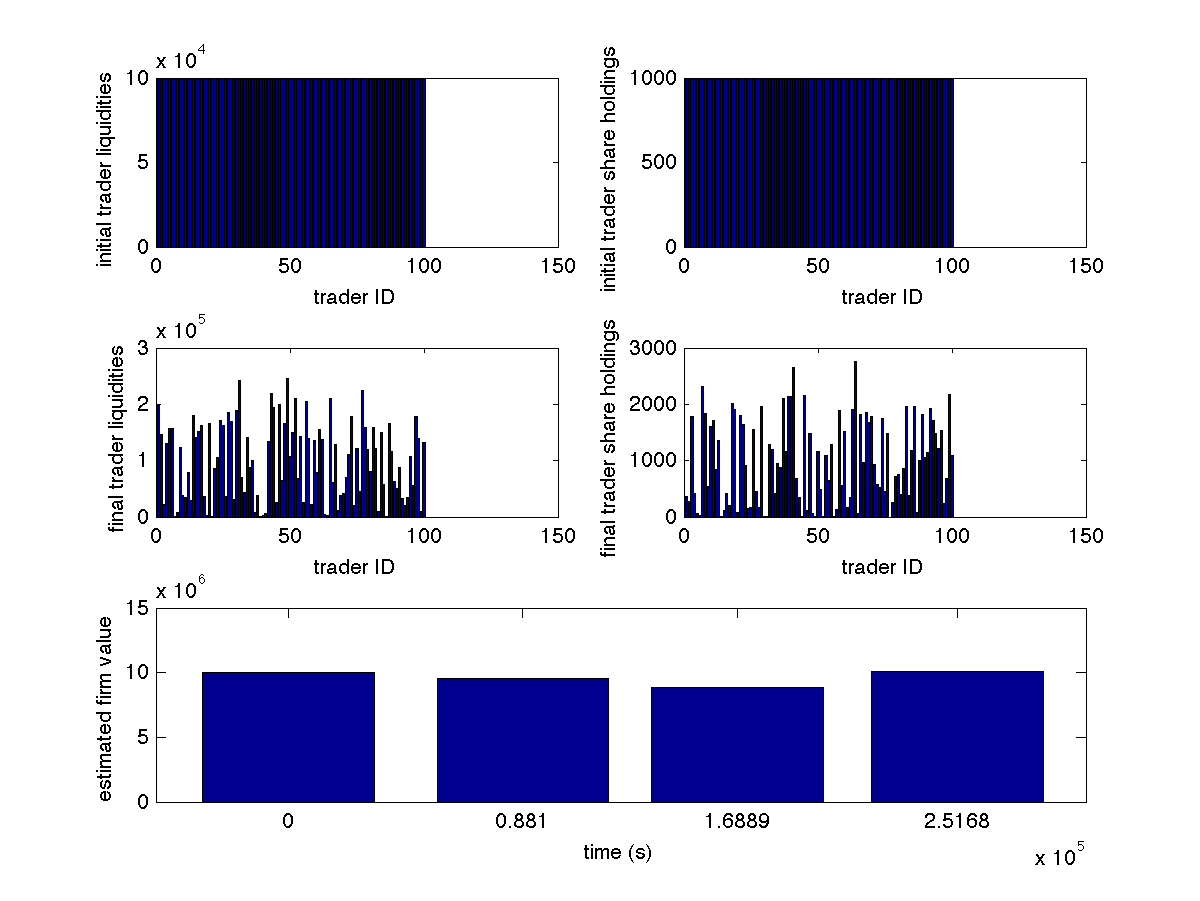 x 10^4
10
5
0
initial trader liquidities
0 50 100 150
trader ID
1000
500
0
initial trader share holdings
0 50 100 150
trader ID
x 10^5
3
2
1
0
final trader liquidities
0 50 100 150
trader ID
3000
2000
1000
0
final trader share holdings
0 50 100 150
trader ID
x 10^6
15
10
5
0
estimated firm value
0 0.881 1.6889 2.5168
time (s)
x 10^5